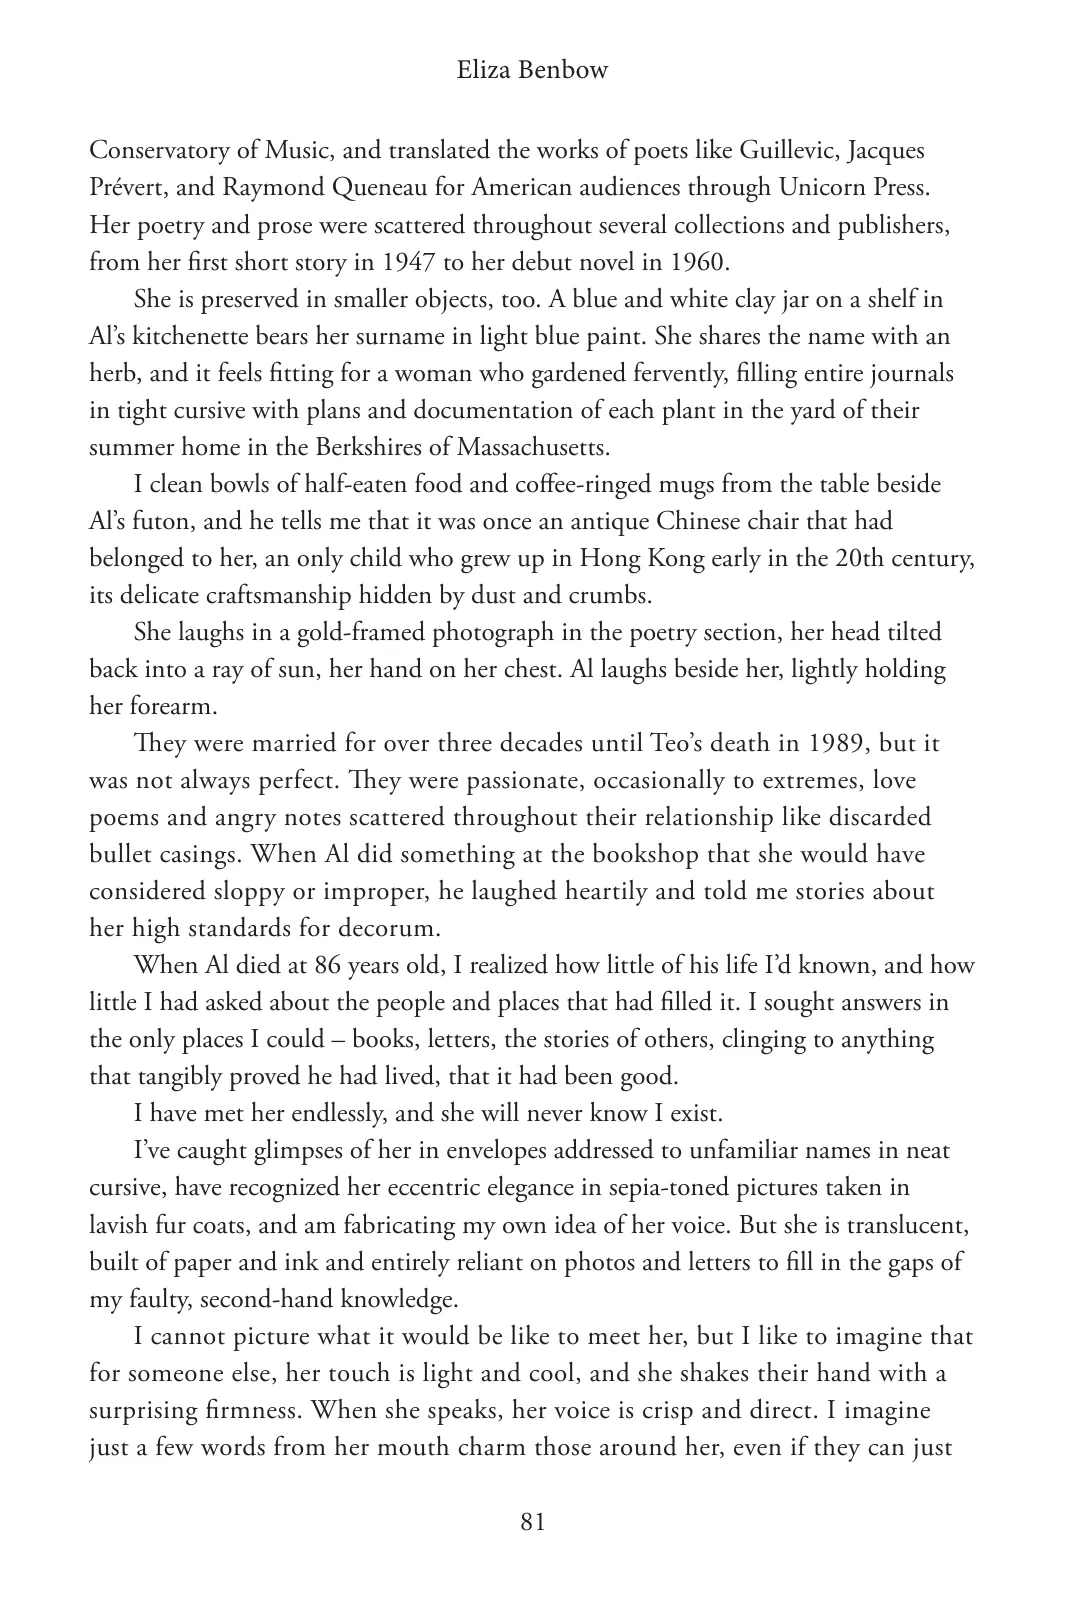 Eliza Benbow
Conservatory of Music, and translated the works of poets like Guillevic, Jacques
Prévert, and Raymond Queneau for American audiences through Unicorn Press.
Her poetry and prose were scattered throughout several collections and publishers,
from her first short story in 1947 to her debut novel in 1960.
She is preserved in smaller objects, too. A blue and white clay jar on a shelf in
Al’s kitchenette bears her surname in light blue paint. She shares the name with an
herb, and it feels fitting for a woman who gardened fervently, filling entire journals
in tight cursive with plans and documentation of each plant in the yard of their
summer home in the Berkshires of Massachusetts.
I clean bowls of half-eaten food and coffee-ringed mugs from the table beside
Al’s futon, and he tells me that it was once an antique Chinese chair that had
belonged to her, an only child who grew up in Hong Kong early in the 20th century,
its delicate craftsmanship hidden by dust and crumbs.
She laughs in a gold-framed photograph in the poetry section, her head tilted
back into a ray of sun, her hand on her chest. Al laughs beside her, lightly holding
her forearm.
They were married for over three decades until Teo’s death in 1989, but it
was not always perfect. They were passionate, occasionally to extremes, love
poems and angry notes scattered throughout their relationship like discarded
bullet casings. When Al did something at the bookshop that she would have
considered sloppy or improper, he laughed heartily and told me stories about
her high standards for decorum.
When Al died at 86 years old, I realized how little of his life I’d known, and how
little I had asked about the people and places that had filled it. I sought answers in
the only places I could – books, letters, the stories of others, clinging to anything
that tangibly proved he had lived, that it had been good.
I have met her endlessly, and she will never know I exist.
I’ve caught glimpses of her in envelopes addressed to unfamiliar names in neat
cursive, have recognized her eccentric elegance in sepia-toned pictures taken in
lavish fur coats, and am fabricating my own idea of her voice. But she is translucent,
built of paper and ink and entirely reliant on photos and letters to fill in the gaps of
my faulty, second-hand knowledge.
I cannot picture what it would be like to meet her, but I like to imagine that
for someone else, her touch is light and cool, and she shakes their hand with a
surprising firmness. When she speaks, her voice is crisp and direct. I imagine
just a few words from her mouth charm those around her, even if they can just
81